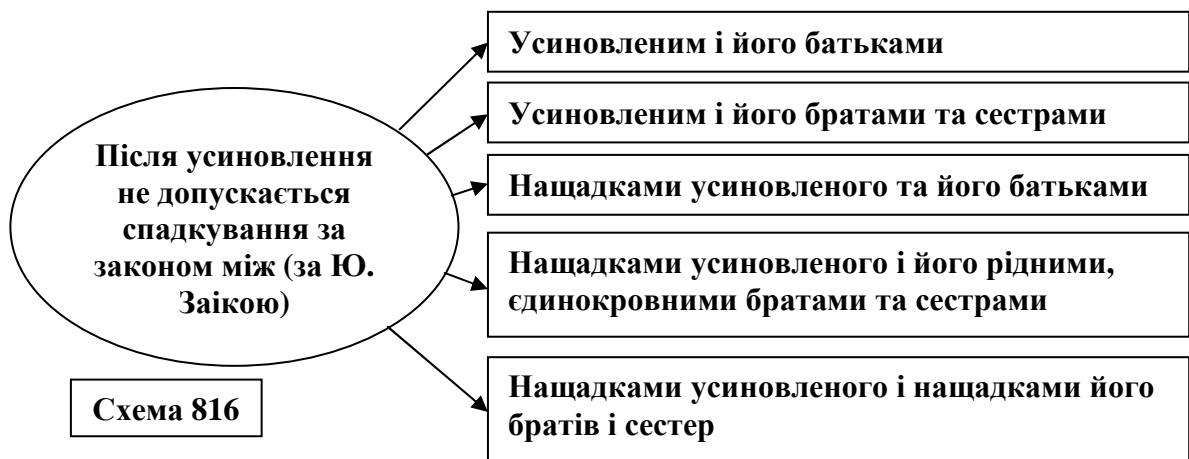 Після усиновлення
не допускається
спадкування за
законом між (за Ю.
Заікою)
Усиновленим і його батьками
Усиновленим і його братами та сестрами
Нащадками усиновленого та його батьками
Нащадками усиновленого і його рідними,
єдинокровними братами та сестрами
Нащадками усиновленого і нащадками його
братів і сестер
Схема 816